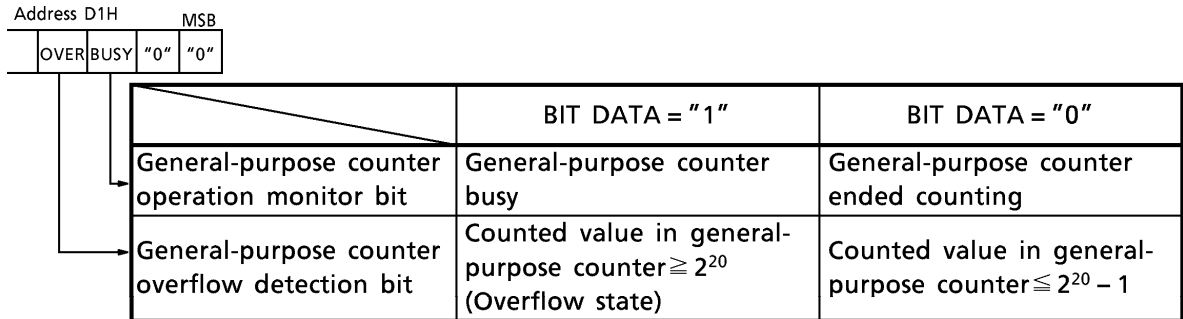 Address D1H
MSB
OVER BUSY "0" "0"
BIT DATA = "1" BIT DATA = "0"
General-purpose counter
operation monitor bit
General-purpose counter
busy
General-purpose counter
ended counting
General-purpose counter
overflow detection bit
Counted value in general-
purpose counter ≧ 2²⁰
(Overflow state)
Counted value in general-
purpose counter ≦ 2²⁰ – 1